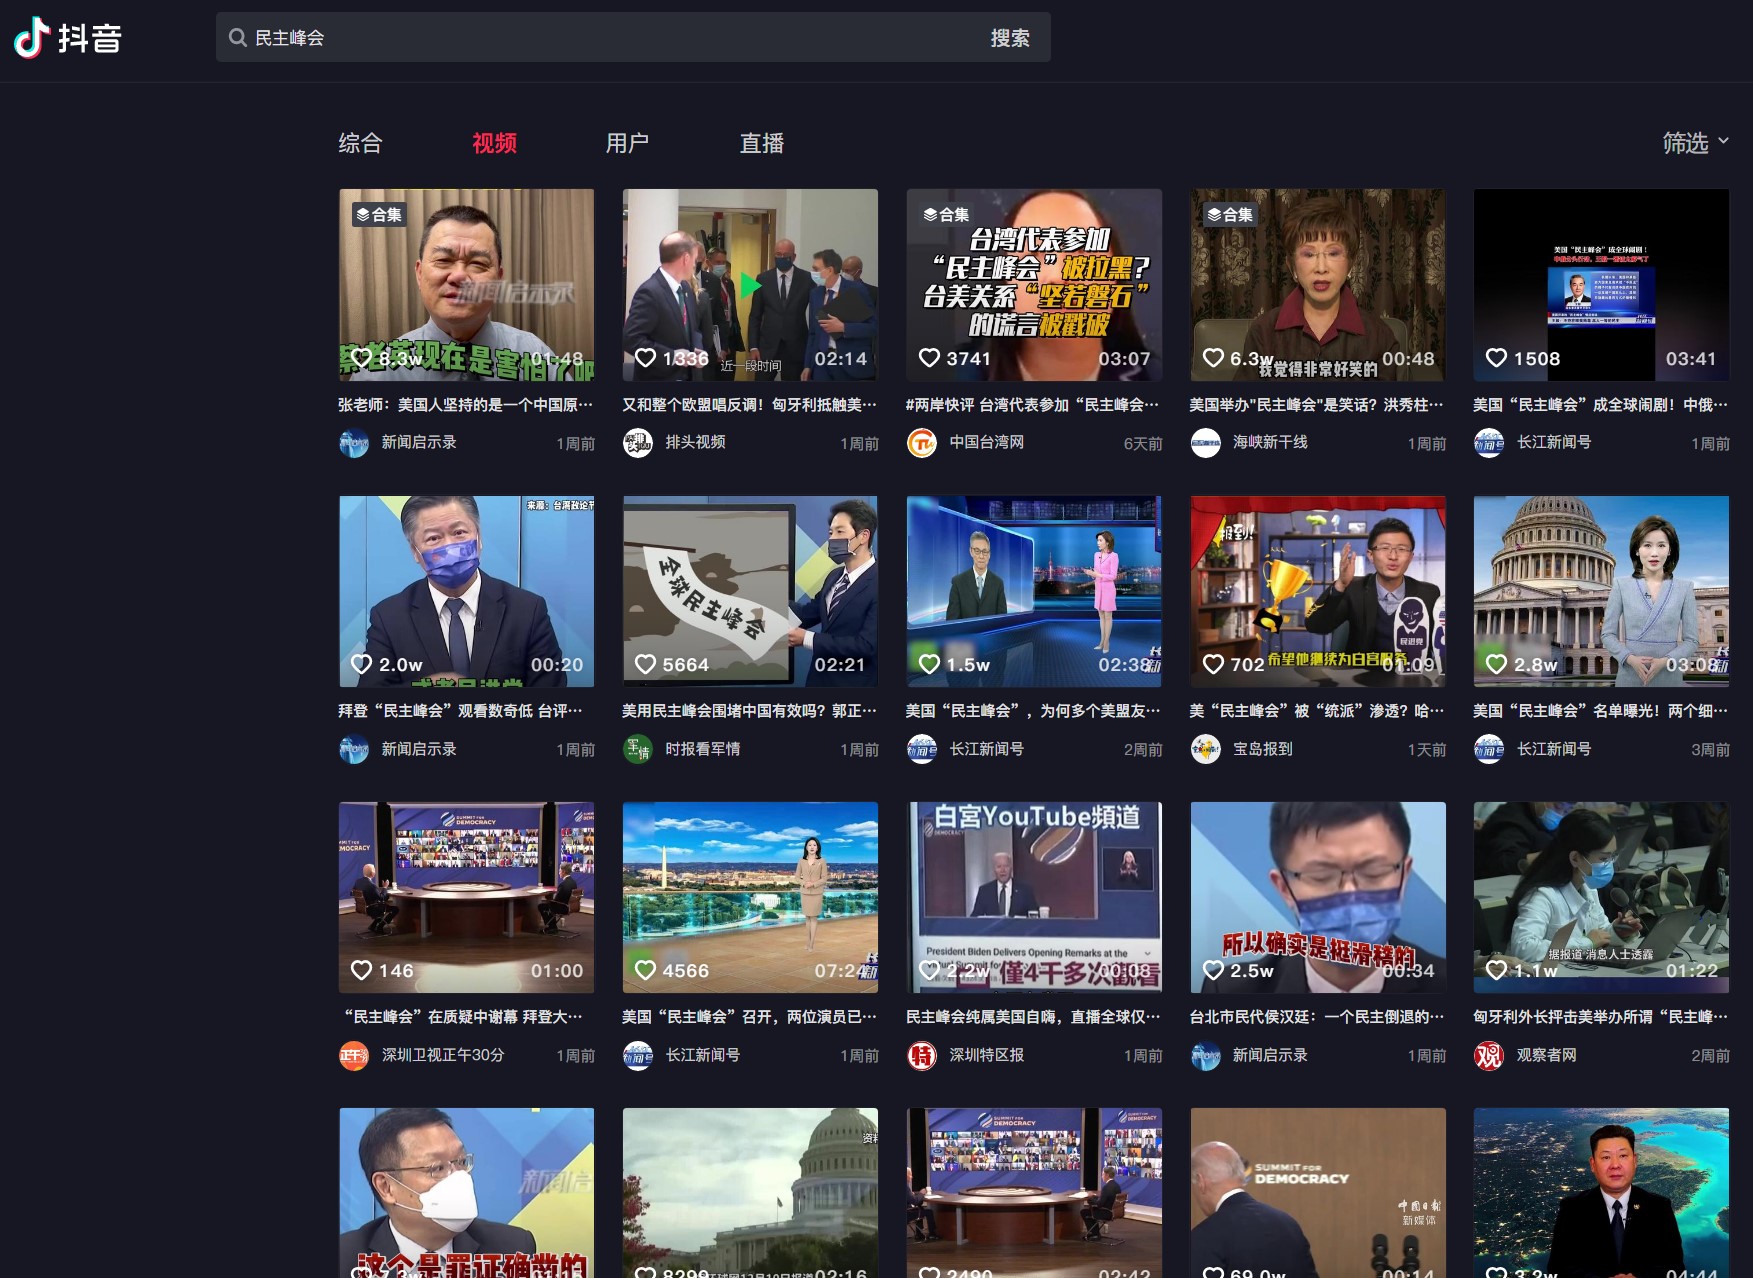 抖音
民主峰会
搜索
综合
视频
用户
直播
筛选
合集
新闻启示录
8.3w
01:48
蔡老英现在是害怕了吧
1336
近一段时间
02:14
合集
台湾代表参加
“民主峰会”被拉黑?
台美关系“坚若磐石”
的谎言被戳破
3741
03:07
合集
6.3w
我觉得非常好笑的
00:48
美国“民主峰会”成全球闹剧!
1508
03:41
张老师：美国人坚持的是一个中国原…
又和整个欧盟唱反调！匈牙利抵触美…
#两岸快评 台湾代表参加“民主峰会…
美国举办"民主峰会"是笑话？洪秀柱…
美国“民主峰会”成全球闹剧！中俄…
新闻启示录
1周前
排头视频
1周前
中国台湾网
6天前
海峡新干线
1周前
长江新闻号
1周前
来源：台湾政论节
2.0w
00:20
或者民进党
全球民主峰会
5664
02:21
1.5w
02:38
报到!
民进党
702
希望他继续为白客服务
01:09
2.8w
03:08
拜登“民主峰会”观看数奇低 台评…
美用民主峰会围堵中国有效吗？郭正…
美国“民主峰会”，为何多个美盟友…
美“民主峰会”被“统派”渗透？哈…
美国“民主峰会”名单曝光！两个细…
新闻启示录
1周前
时报看军情
1周前
长江新闻号
2周前
宝岛报到
1天前
长江新闻号
3周前
SUMMIT FOR
DEMOCRACY
146
01:00
4566
07:24
白宫YouTube頻道
President Biden Delivers Opening Remarks at the
2.2w
00:08
僅4千多次觀看
所以确实是挺滑稽的
2.5w
00:34
据报道 消息人士透露
1.1w
01:22
“民主峰会”在质疑中谢幕 拜登大…
美国“民主峰会”召开，两位演员已…
民主峰会纯属美国自嗨，直播全球仅…
台北市民代侯汉廷：一个民主倒退的…
匈牙利外长抨击美举办所谓“民主峰…
深圳卫视正午30分
1周前
长江新闻号
1周前
深圳特区报
1周前
新闻启示录
1周前
观察者网
2周前
新闻启
这个是罪证确凿的
资料
8299
02:16
SUMMIT FOR
DEMOCRACY
2490
02:42
SUMMIT FOR
DEMOCRACY
中国日报
新媒体
69.0w
00:14
3.2w
04:44